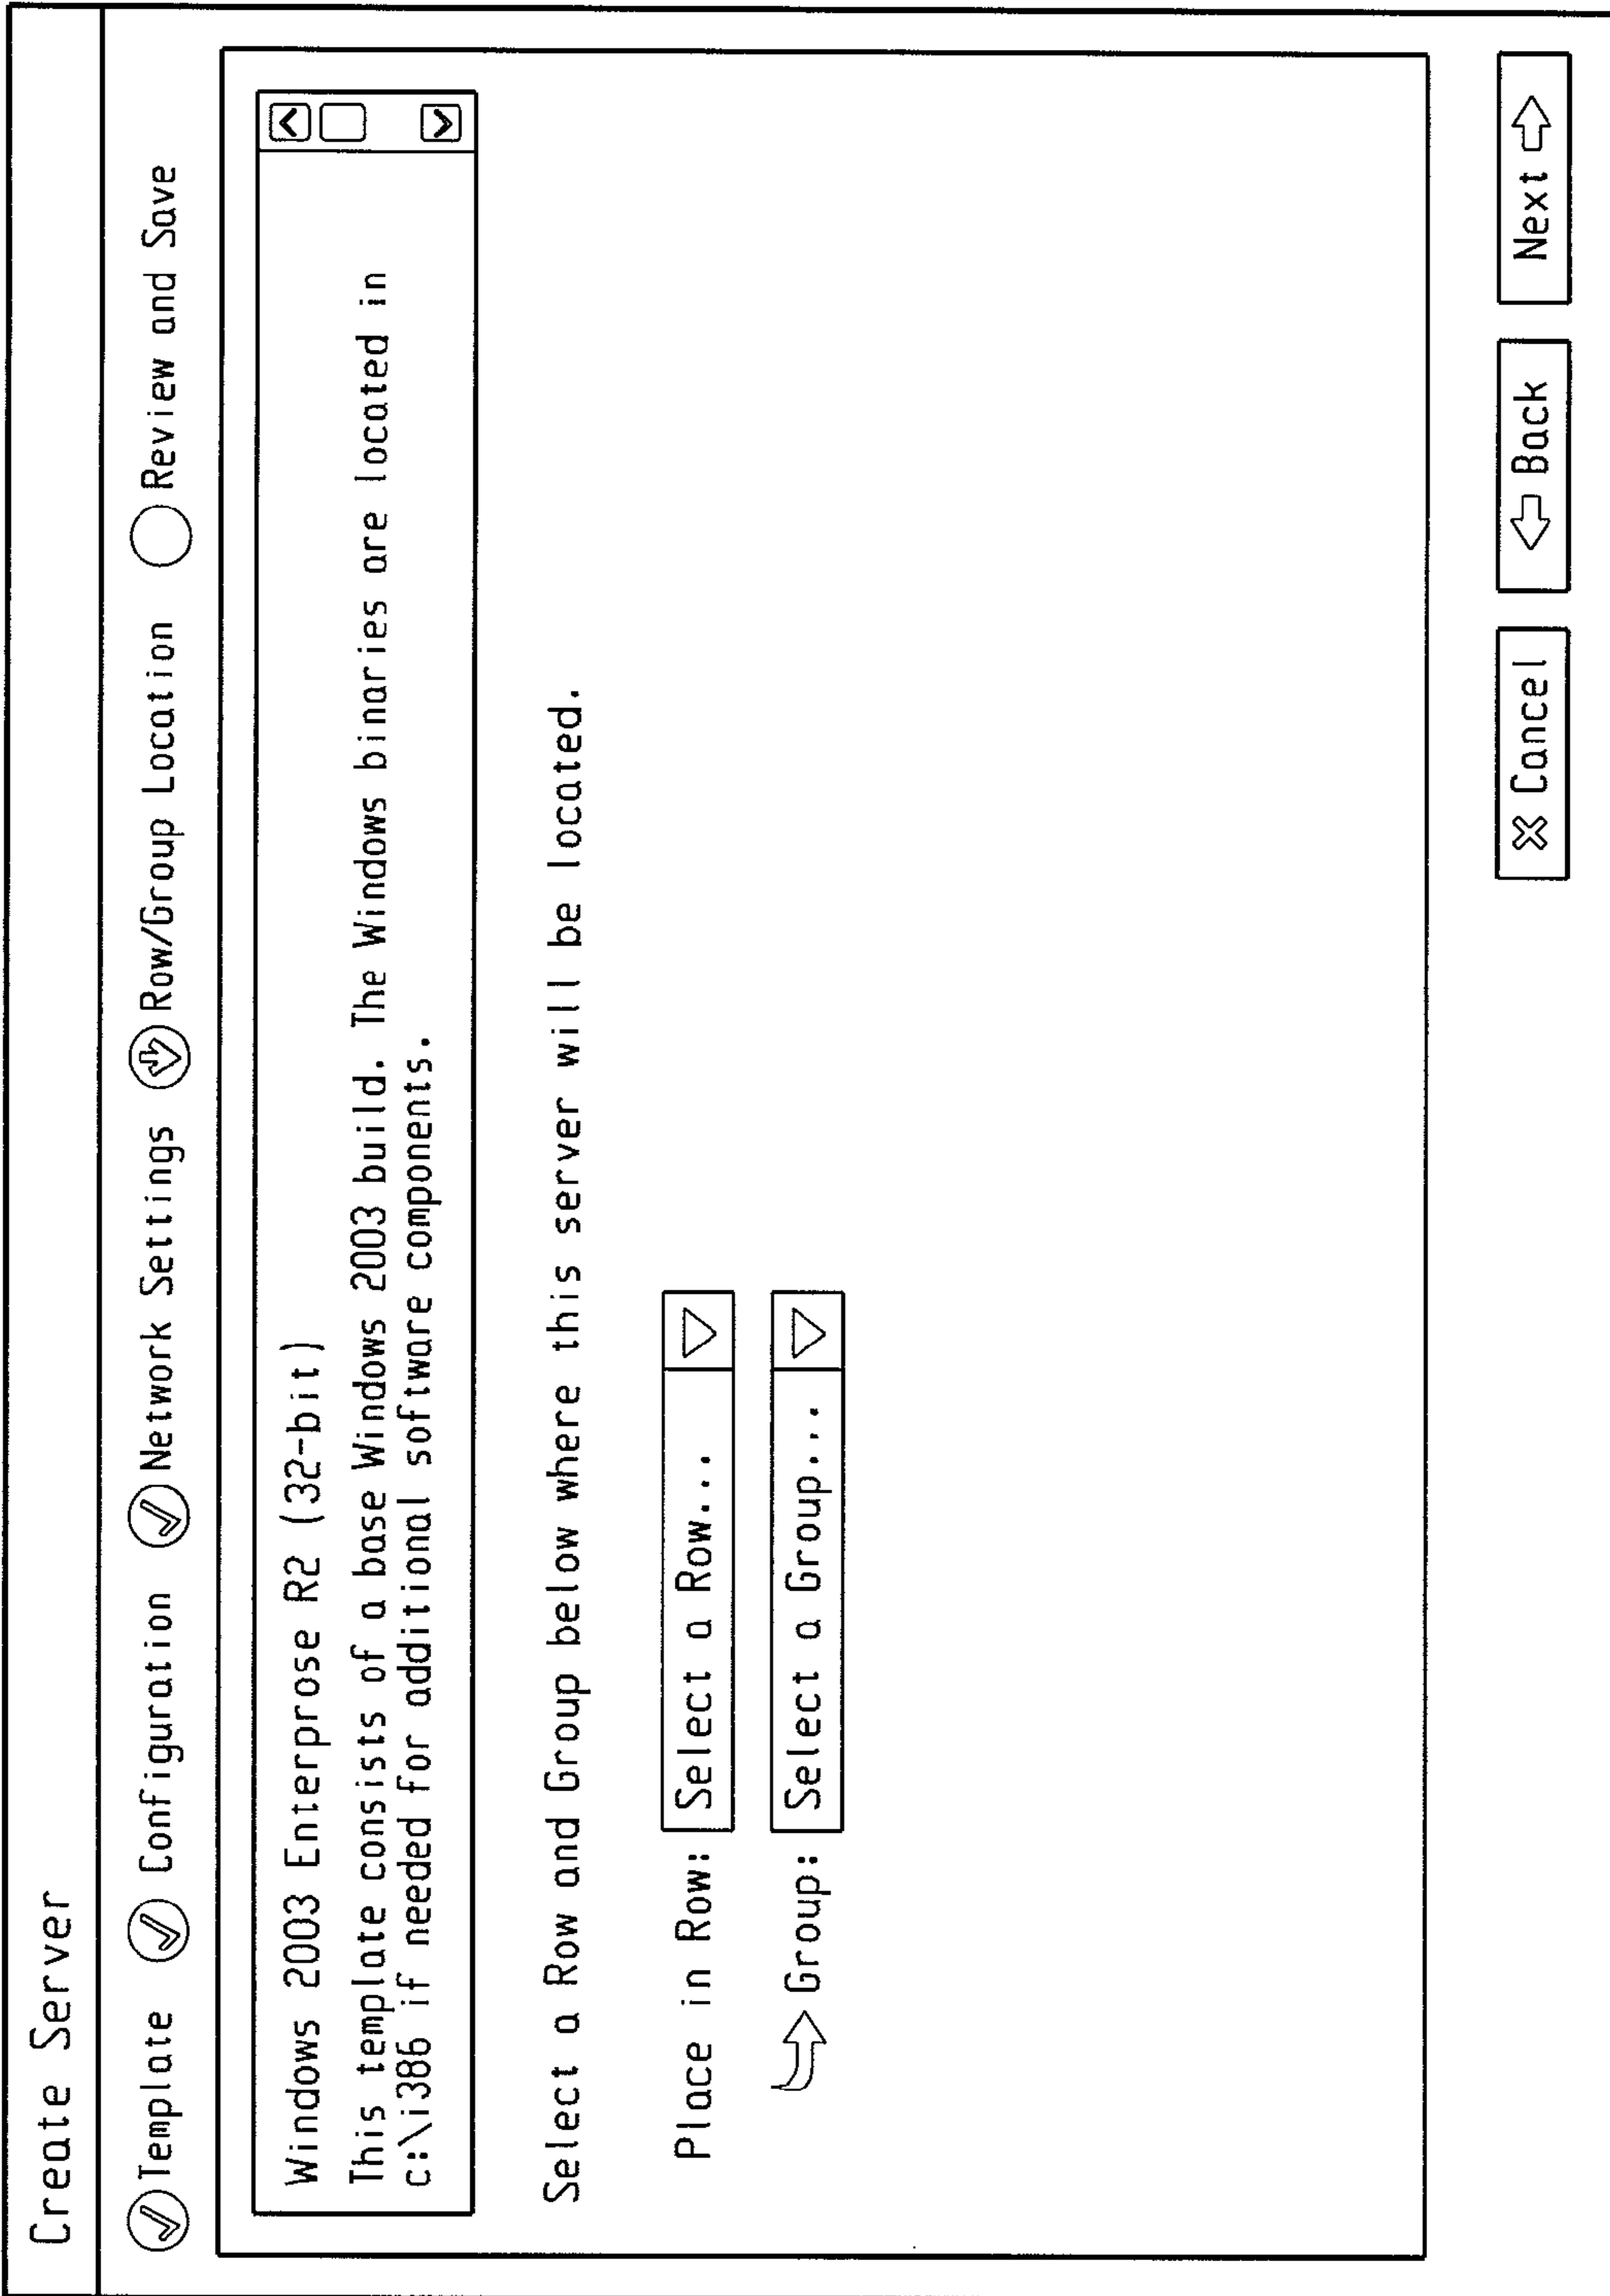 Create Server
Template Configuration Network Settings Row/Group Location Review and Save
Windows 2003 Enterprose R2 (32-bit)
This template consists of a base Windows 2003 build. The Windows binaries are located in
c:\i386 if needed for additional software components.
Select a Row and Group below where this server will be located.
Place in Row: Select a Row...
Group: Select a Group...
Cancel Back Next